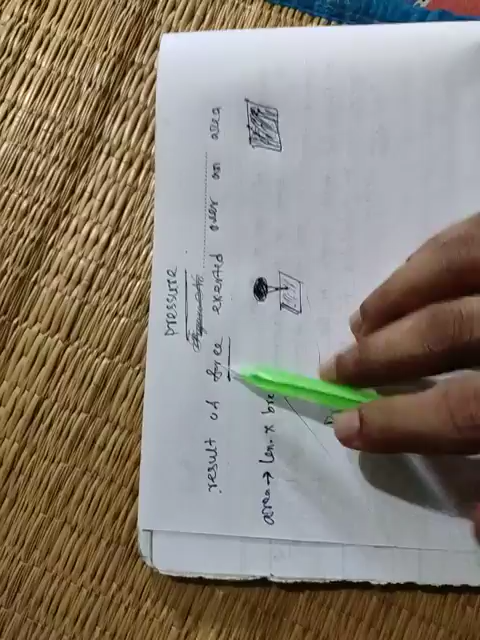 pressure
result of force exerted over an area
area → len. × bre